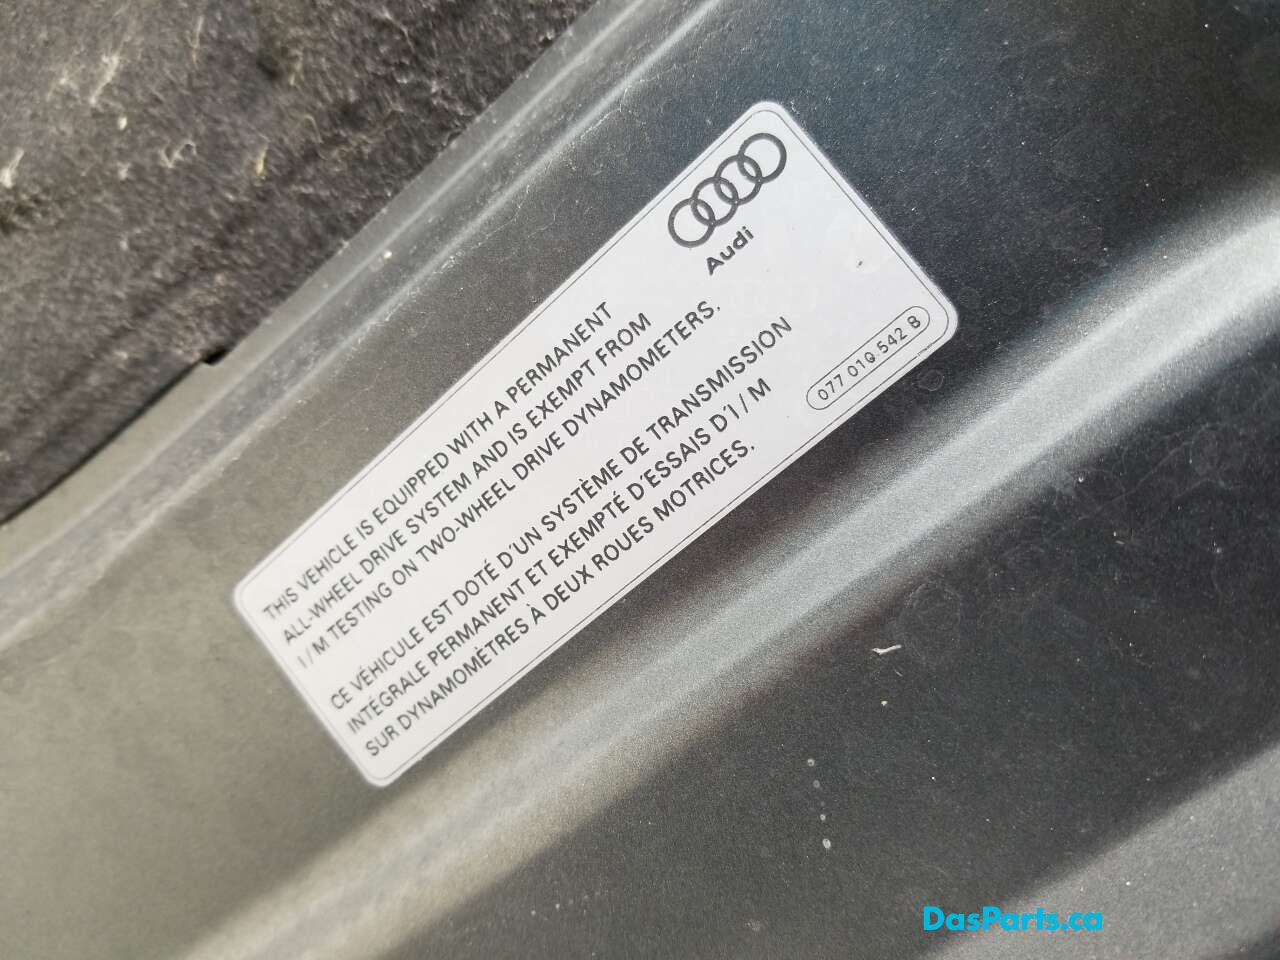 Audi
THIS VEHICLE IS EQUIPPED WITH A PERMANENT
ALL-WHEEL DRIVE SYSTEM AND IS EXEMPT FROM
I / M TESTING ON TWO-WHEEL DRIVE DYNAMOMETERS.
CE VÉHICULE EST DOTÉ D'UN SYSTÈME DE TRANSMISSION
INTÉGRALE PERMANENT ET EXEMPTÉ D'ESSAIS D'I / M
SUR DYNAMOMÈTRES À DEUX ROUES MOTRICES.
077 010 542 B
DasParts.ca